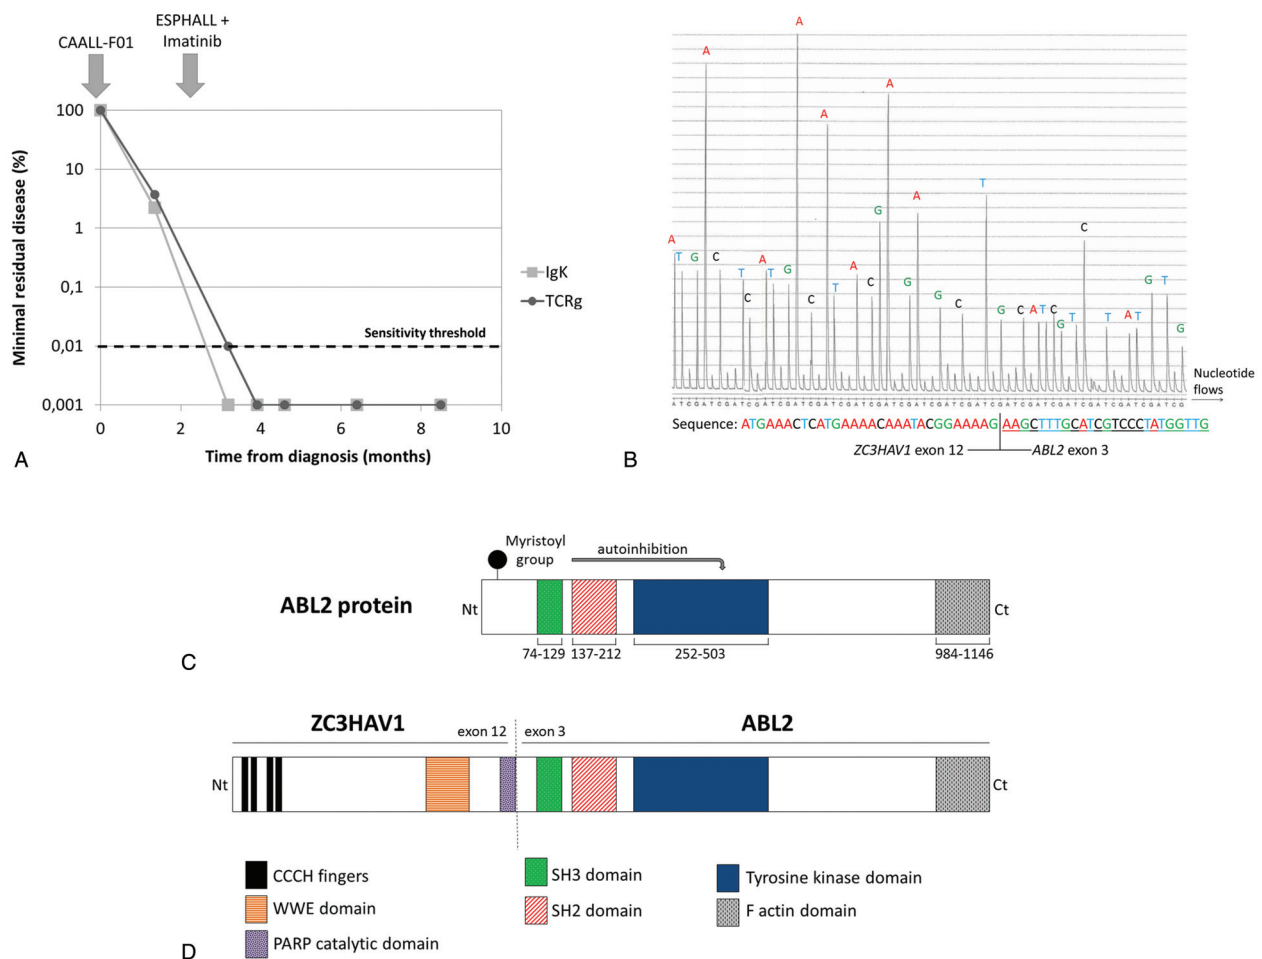 ESPHALL +
Imatinib
CAALL-F01
Minimal residual disease (%)
100
10
1
0,1
0,01
0,001
Sensitivity threshold
IgK
TCRg
0 2 4 6 8 10
Time from diagnosis (months)
A
A T G A C T C A T G A C A T A C G A G A G C T G C A T C G T C T A T G T G
Nucleotide
flows
A T C G A T C G A T C G A T C G A T C G A T C G A T C G A T C G A T C G A T C G A T C G A T C G A T C G A T C G A T C G A T C G A T C G
Sequence: ATGAAACTCATGAAAACAAATACGGAAAAG AAGCTTTGCATCGTCCCTATGGTTG
ZC3HAV1 exon 12 ABL2 exon 3
B
Myristoyl
group
autoinhibition
ABL2 protein
Nt Ct
74-129 137-212 252-503 984-1146
C
ZC3HAV1 ABL2
exon 12 exon 3
Nt Ct
CCCH fingers
WWE domain
PARP catalytic domain
SH3 domain
SH2 domain
Tyrosine kinase domain
F actin domain
D